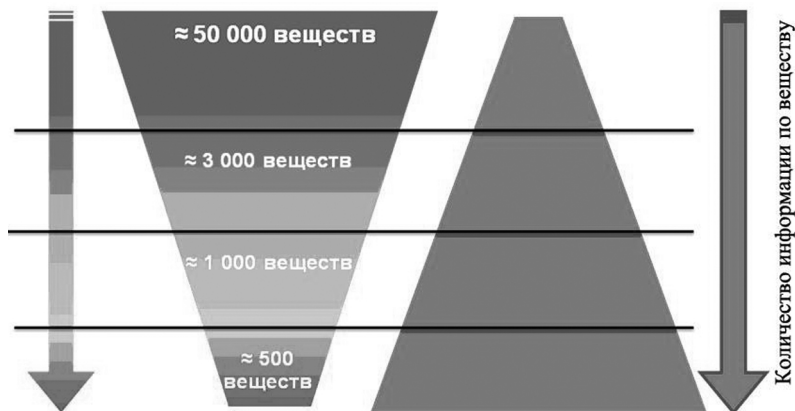 ≈ 50 000 веществ
≈ 3 000 веществ
≈ 1 000 веществ
≈ 500
веществ
Количество информации по веществу